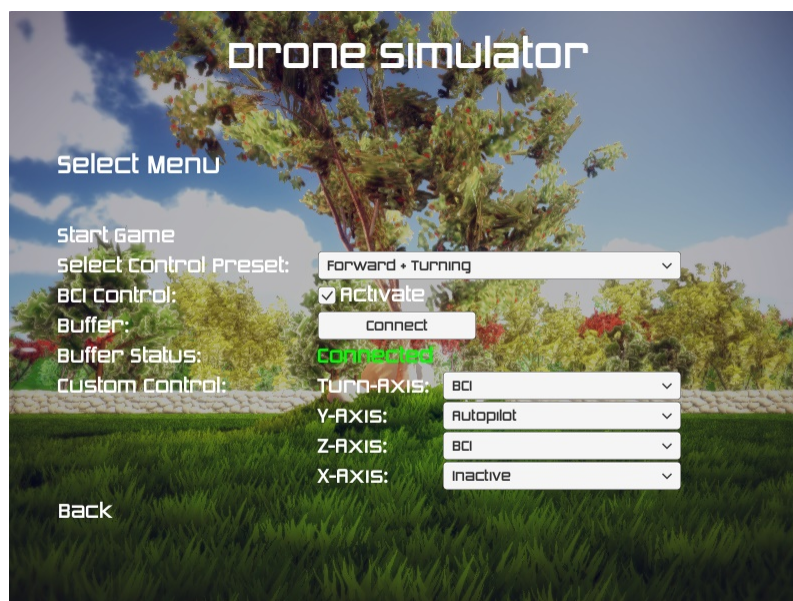 Drone Simulator
Select Menu
Start Game
Select Control Preset: Forward + Turning
BCI Control: Activate
Buffer: Connect
Buffer Status: Connected
Custom Control: Turn-Axis: BCI
Y-Axis: Autopilot
Z-Axis: BCI
X-Axis: Inactive
Back